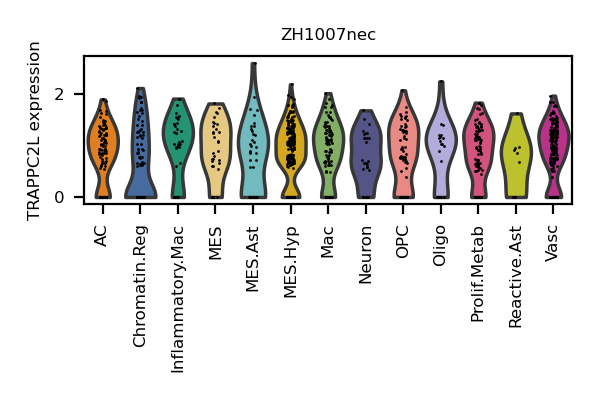 ZH1007nec
TRAPPC2L expression
2
0
AC
Chromatin.Reg
Inflammatory.Mac
MES
MES.Ast
MES.Hyp
Mac
Neuron
OPC
Oligo
Prolif.Metab
Reactive.Ast
Vasc